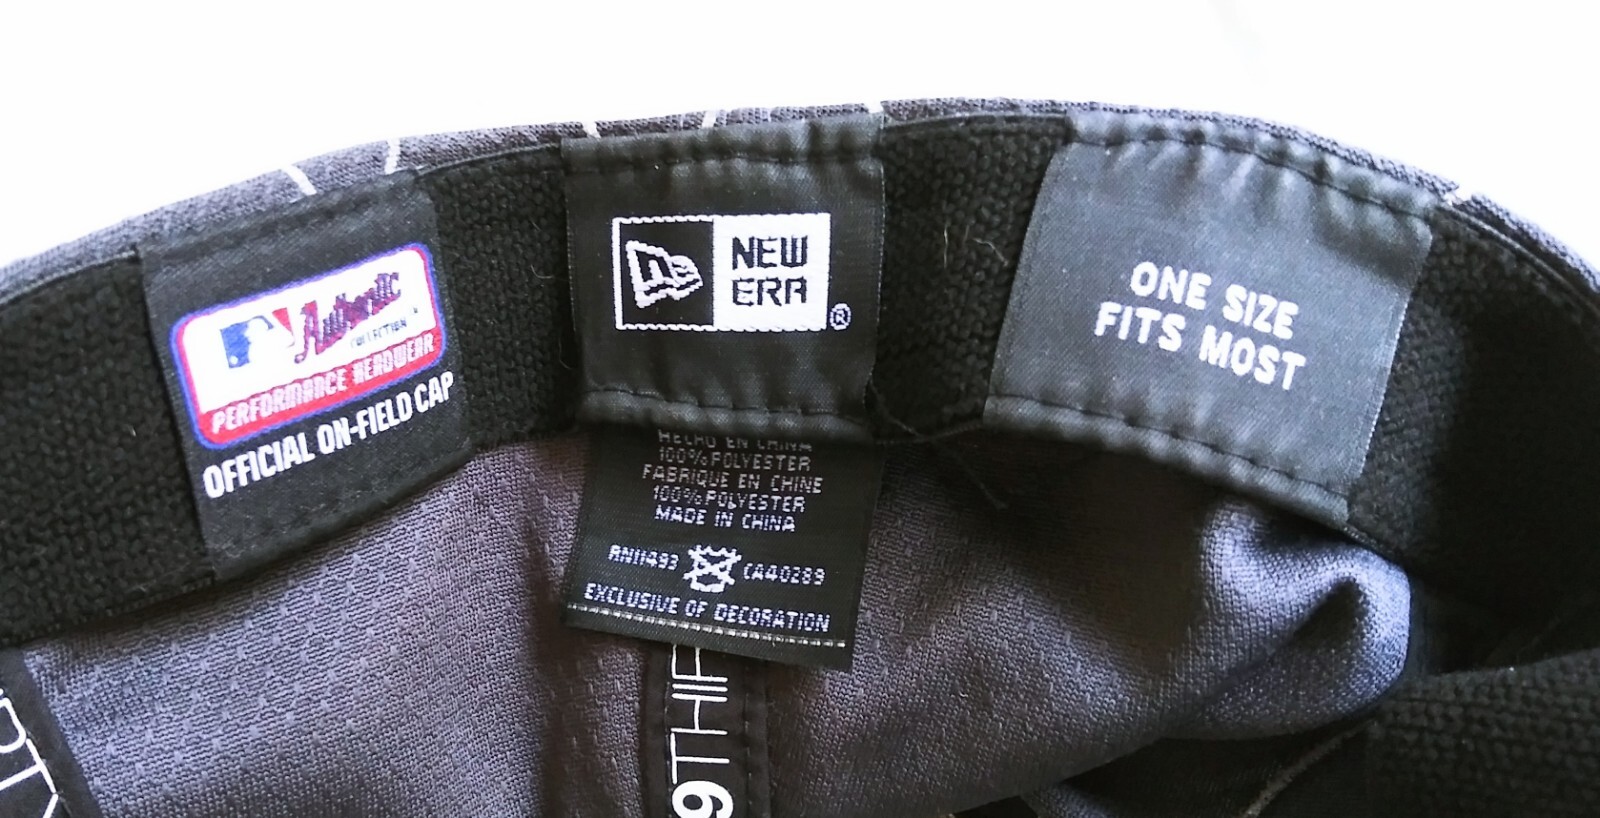 Authentic
COLLECTION
PERFORMANCE HEADWEAR
OFFICIAL ON-FIELD CAP
NEW
ERA
®
HECHO EN CHINA
100% POLYESTER
FABRIQUE EN CHINE
100% POLYESTER
MADE IN CHINA
RN11493 CA40289
EXCLUSIVE OF DECORATION
ONE SIZE
FITS MOST
9THIR